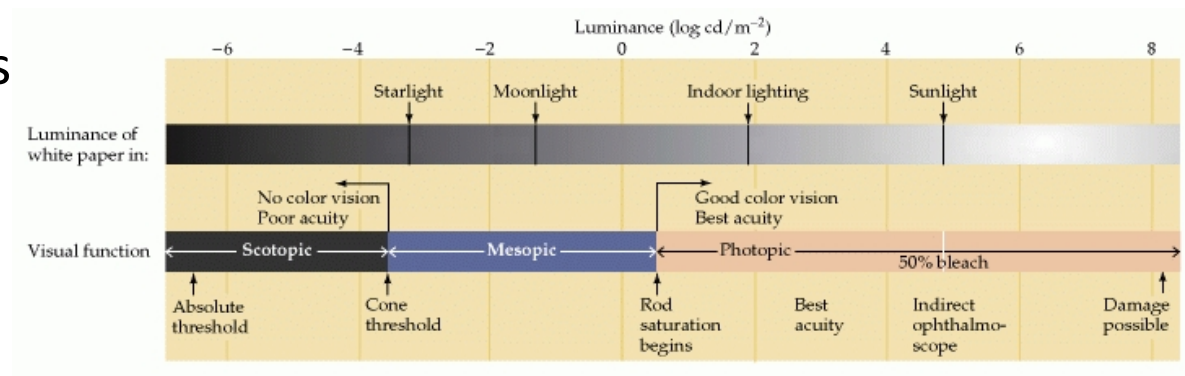 s
Luminance (log cd/m−2)
−6 −4 −2 0 2 4 6 8
Starlight Moonlight Indoor lighting Sunlight
Luminance of
white paper in:
No color vision
Poor acuity
Good color vision
Best acuity
Visual function
Scotopic Mesopic Photopic
50% bleach
Absolute
threshold
Cone
threshold
Rod
saturation
begins
Best
acuity
Indirect
ophthalmo-
scope
Damage
possible